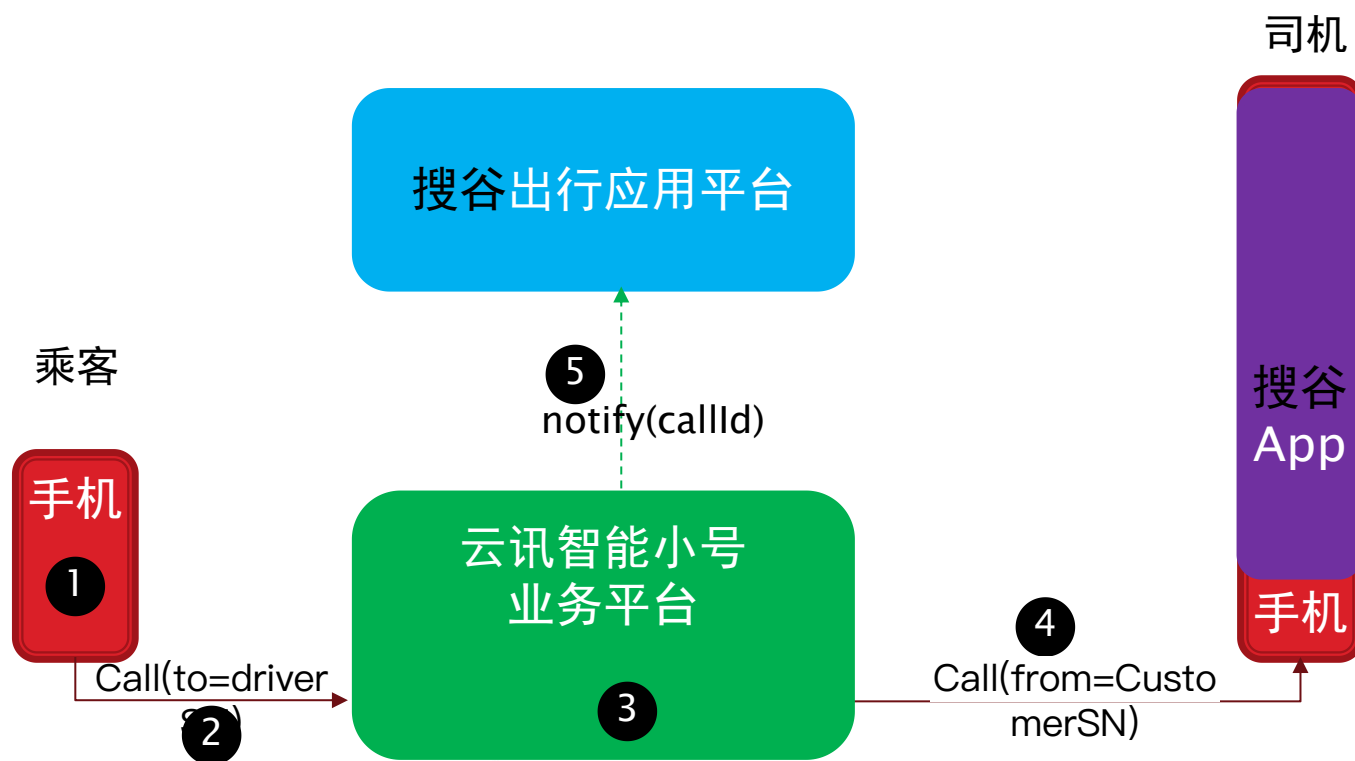 司机
搜谷出行应用平台
乘客
5
notify(callId)
搜谷
App
手机
1
云讯智能小号
业务平台
3
4
手机
Call(to=driver
2
Call(from=Custo
merSN)